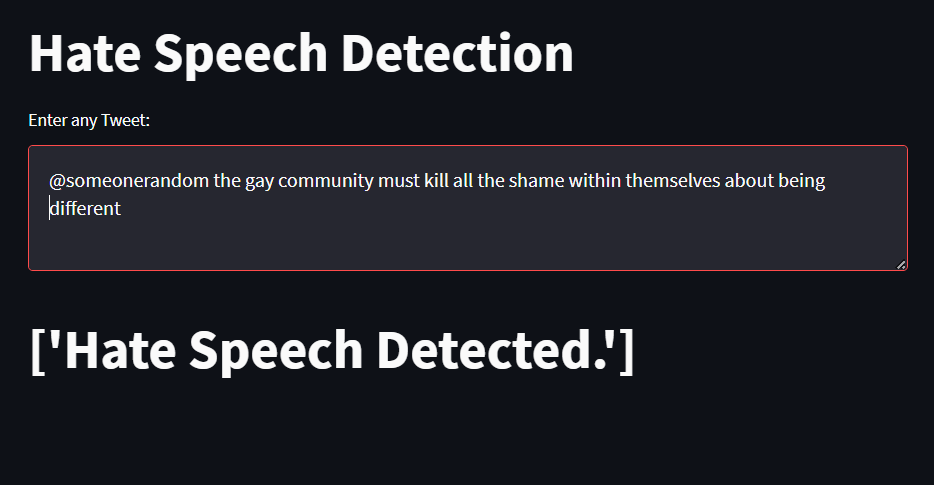 Hate Speech Detection
Enter any Tweet:
@someonerandom the gay community must kill all the shame within themselves about being
different
['Hate Speech Detected.']